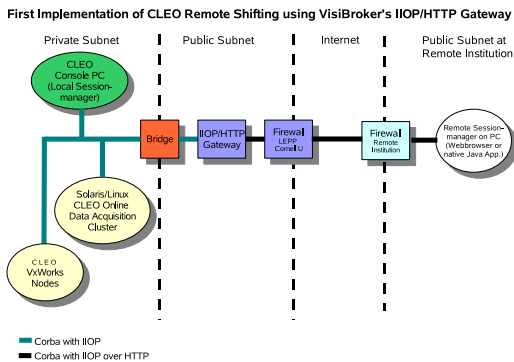 First Implementation of CLEO Remote Shifting using VisiBroker's IIOP/HTTP Gateway
Private Subnet
Public Subnet
Internet
Public Subnet at
Remote Institution
CLEO
Console PC
(Local Session-
manager)
Bridge
IIOP/HTTP
Gateway
Firewall
LEPP
Cornell U
Firewall
Remote
Institution
Remote Session-
manager on PC
(Webbrowser or
native Java App.)
Solaris/Linux
CLEO Online
Data Acquisition
Cluster
CLEO
VxWorks
Nodes
Corba with IIOP
Corba with IIOP over HTTP